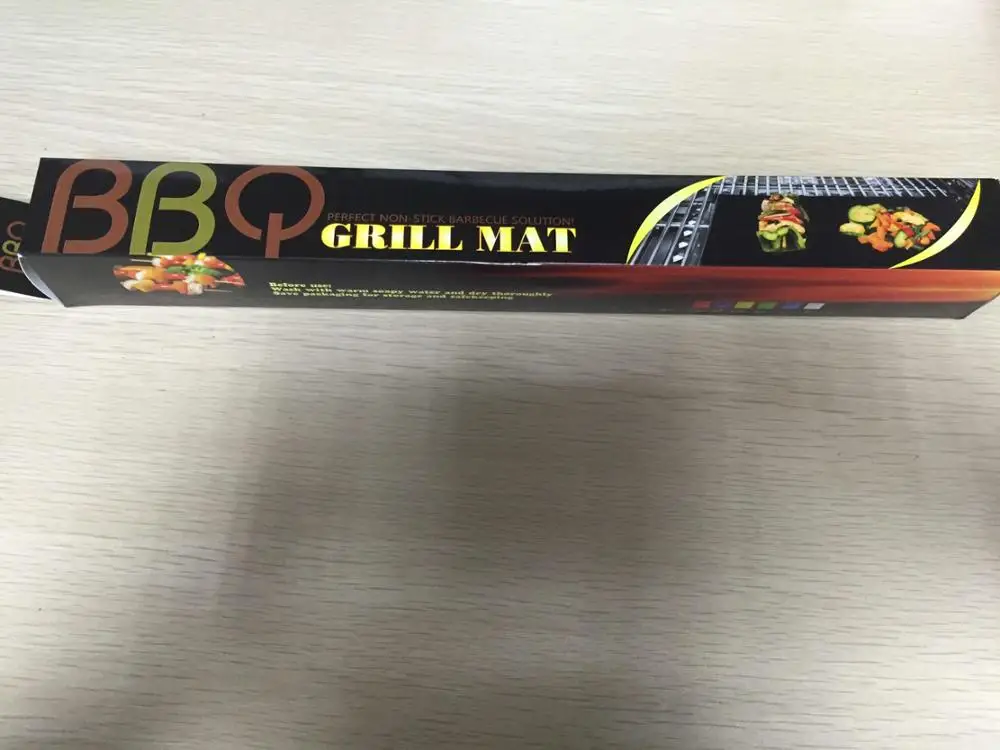 BBQ
PERFECT NON-STICK BARBECUE SOLUTION!
GRILL MAT
Before use:
Wash with warm soapy water and dry thoroughly
Save packaging for storage and safekeeping